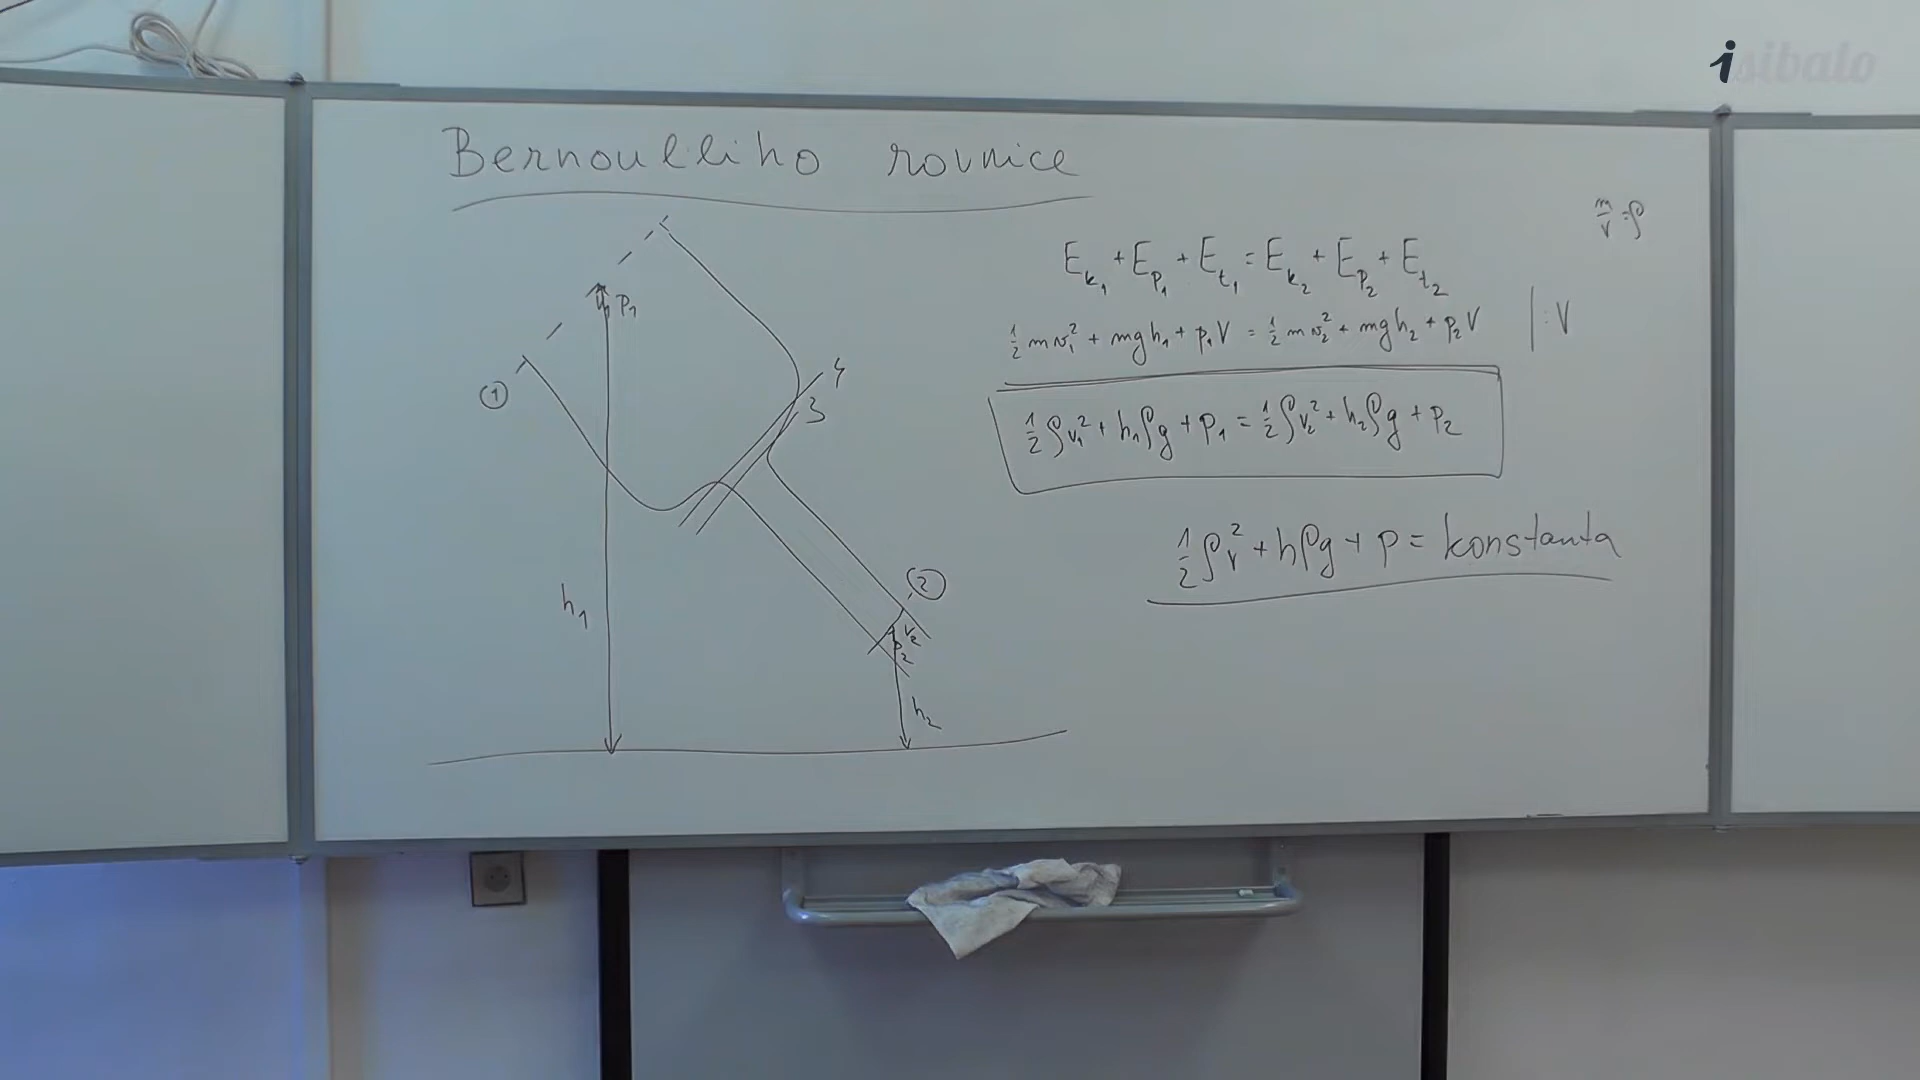 isibalo
Bernoulliho rovnice
m/V = ρ
E_k1 + E_p1 + E_t1 = E_k2 + E_p2 + E_t2
½ m v₁² + m g h₁ + p₁ V = ½ m v₂² + m g h₂ + p₂ V | : V
½ ρ v₁² + h₁ ρ g + p₁ = ½ ρ v₂² + h₂ ρ g + p₂
½ ρ v² + h ρ g + p = konstanta
p₁
①
4
3
②
h₁
v₂
p₂
h₂